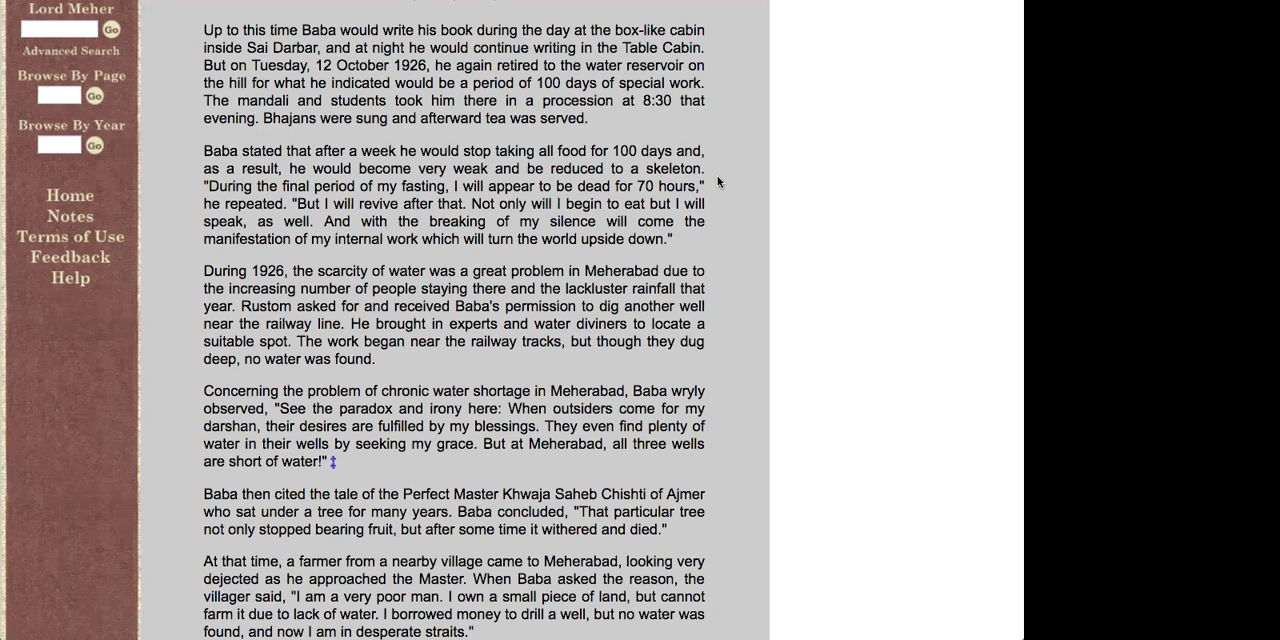 Lord Meher
Go
Advanced Search
Browse By Page
Go
Browse By Year
Go
Home
Notes
Terms of Use
Feedback
Help
Up to this time Baba would write his book during the day at the box-like cabin
inside Sai Darbar, and at night he would continue writing in the Table Cabin.
But on Tuesday, 12 October 1926, he again retired to the water reservoir on
the hill for what he indicated would be a period of 100 days of special work.
The mandali and students took him there in a procession at 8:30 that
evening. Bhajans were sung and afterward tea was served.
Baba stated that after a week he would stop taking all food for 100 days and,
as a result, he would become very weak and be reduced to a skeleton.
"During the final period of my fasting, I will appear to be dead for 70 hours,"
he repeated. "But I will revive after that. Not only will I begin to eat but I will
speak, as well. And with the breaking of my silence will come the
manifestation of my internal work which will turn the world upside down."
During 1926, the scarcity of water was a great problem in Meherabad due to
the increasing number of people staying there and the lackluster rainfall that
year. Rustom asked for and received Baba's permission to dig another well
near the railway line. He brought in experts and water diviners to locate a
suitable spot. The work began near the railway tracks, but though they dug
deep, no water was found.
Concerning the problem of chronic water shortage in Meherabad, Baba wryly
observed, "See the paradox and irony here: When outsiders come for my
darshan, their desires are fulfilled by my blessings. They even find plenty of
water in their wells by seeking my grace. But at Meherabad, all three wells
are short of water!" ‡
Baba then cited the tale of the Perfect Master Khwaja Saheb Chishti of Ajmer
who sat under a tree for many years. Baba concluded, "That particular tree
not only stopped bearing fruit, but after some time it withered and died."
At that time, a farmer from a nearby village came to Meherabad, looking very
dejected as he approached the Master. When Baba asked the reason, the
villager said, "I am a very poor man. I own a small piece of land, but cannot
farm it due to lack of water. I borrowed money to drill a well, but no water was
found, and now I am in desperate straits."